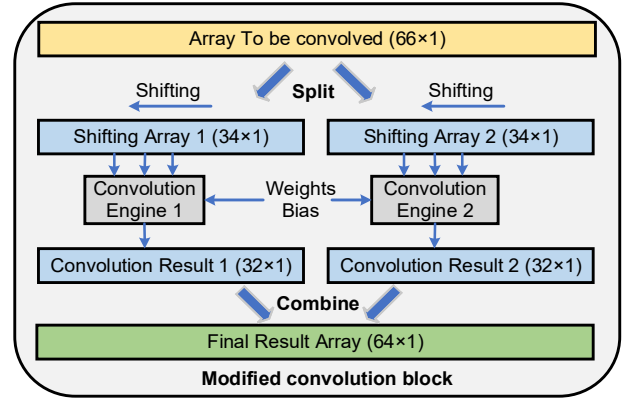 Array To be convolved (66×1)
Shifting
Split
Shifting
Shifting Array 1 (34×1)
Shifting Array 2 (34×1)
Convolution
Engine 1
Weights
Bias
Convolution
Engine 2
Convolution Result 1 (32×1)
Convolution Result 2 (32×1)
Combine
Final Result Array (64×1)
Modified convolution block